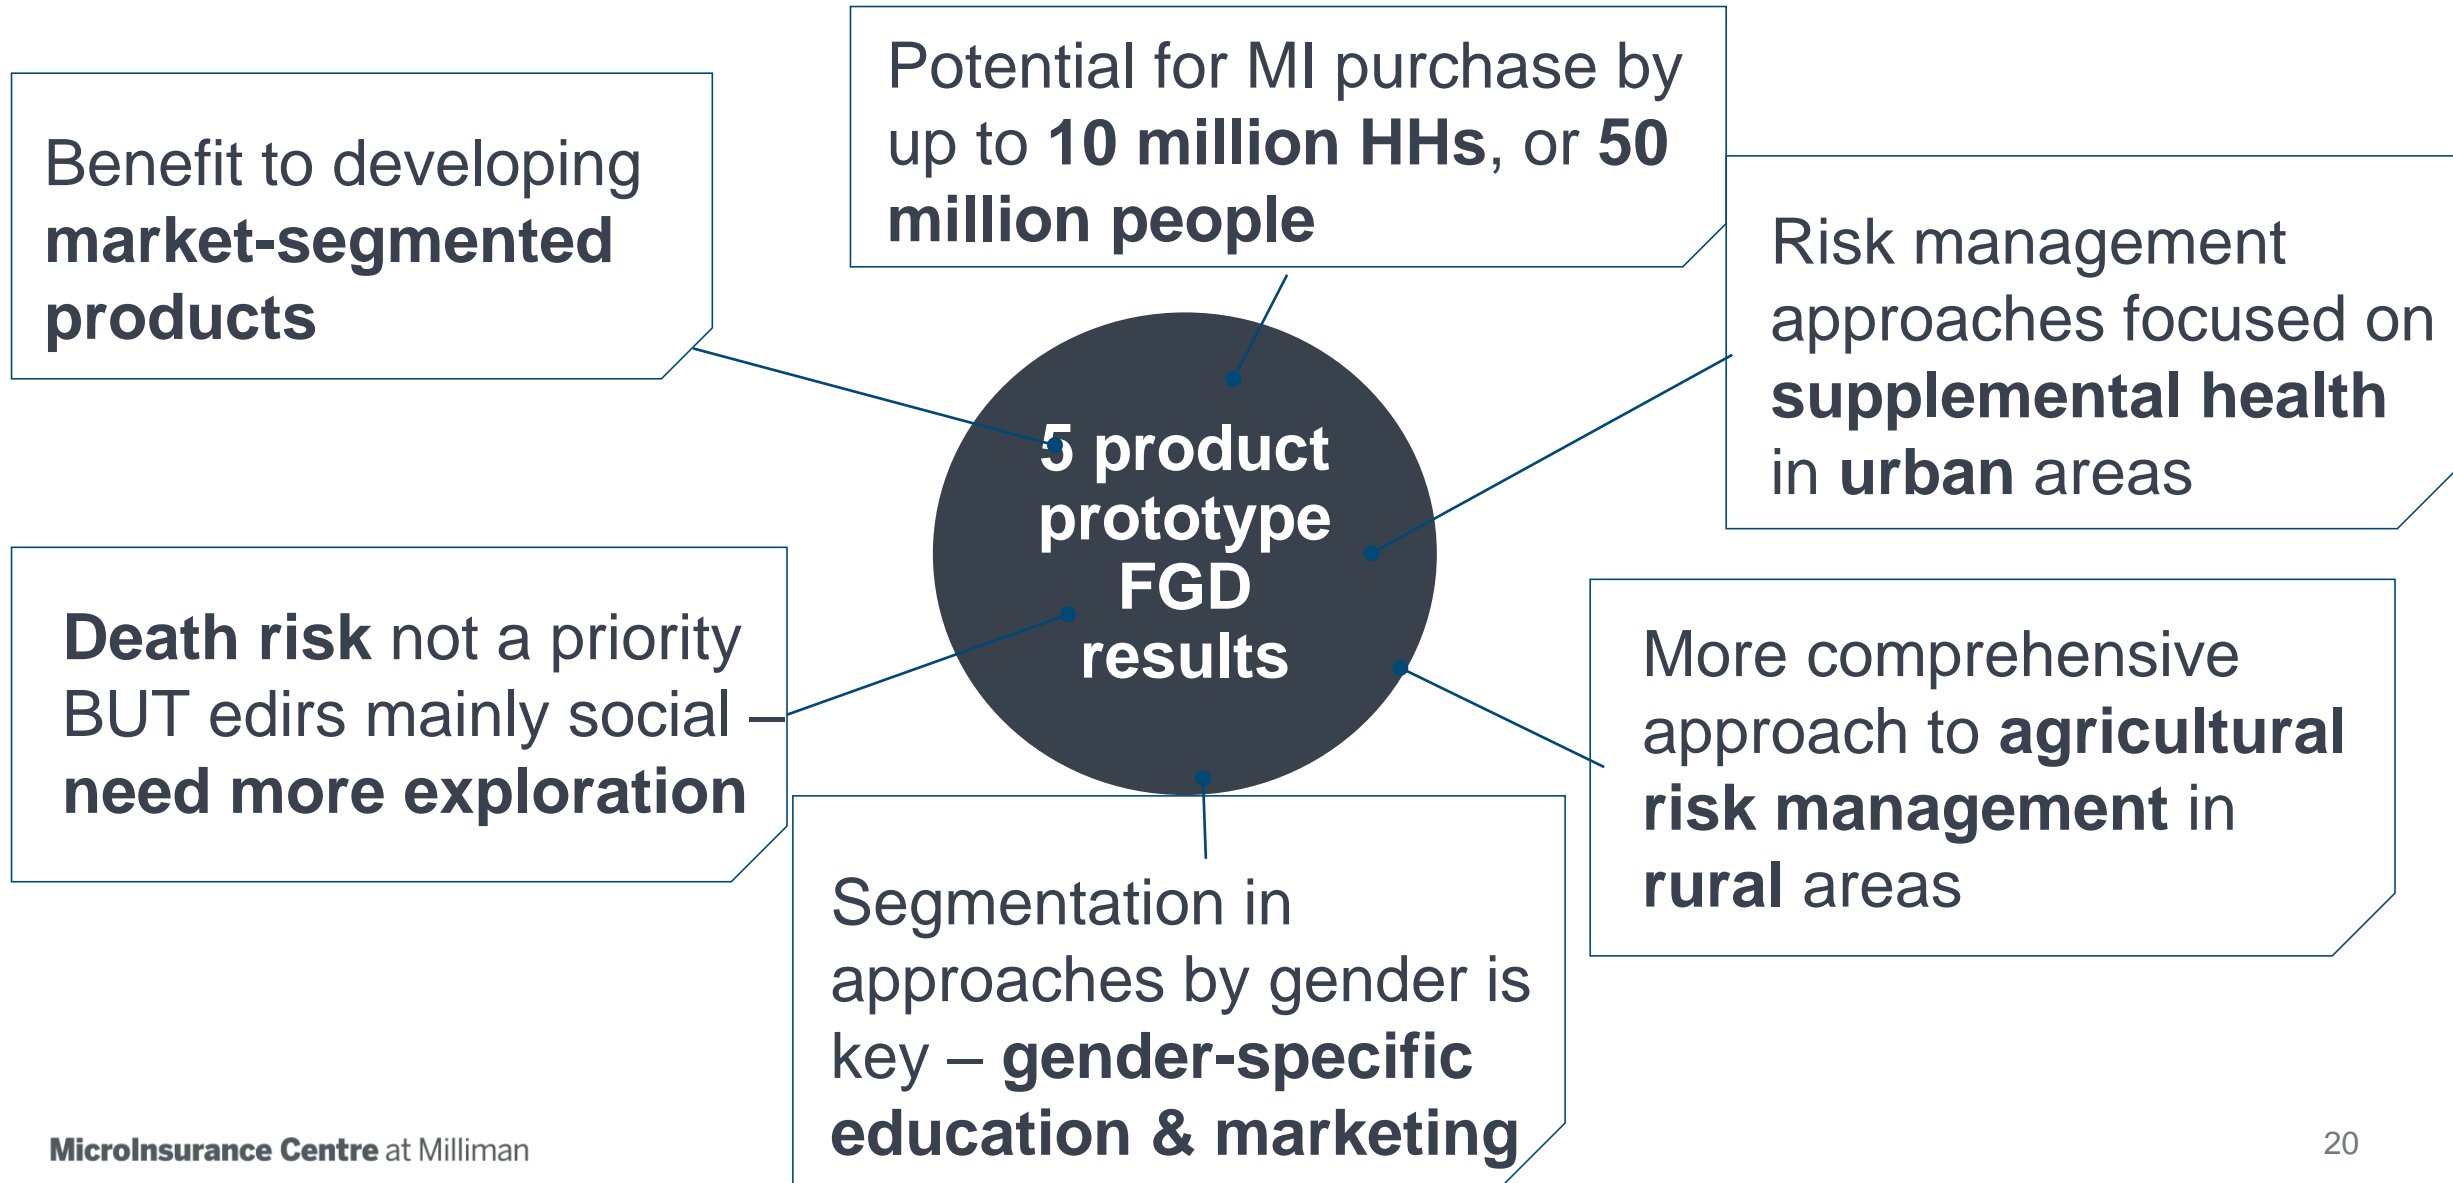 Potential for MI purchase by
up to 10 million HHs, or 50
million people
Benefit to developing
market-segmented
products
Risk management
approaches focused on
supplemental health
in urban areas
5 product
prototype
FGD
results
Death risk not a priority
BUT edirs mainly social –
need more exploration
More comprehensive
approach to agricultural
risk management in
rural areas
Segmentation in
approaches by gender is
key – gender-specific
education & marketing
MicroInsurance Centre at Milliman
20